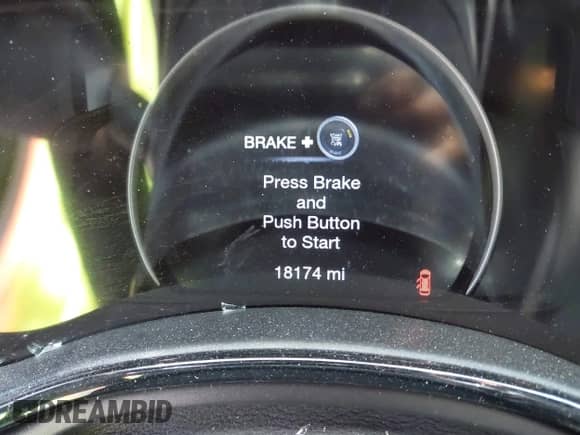 BRAKE +
Press Brake
and
Push Button
to Start
18174 mi
DREAMBID